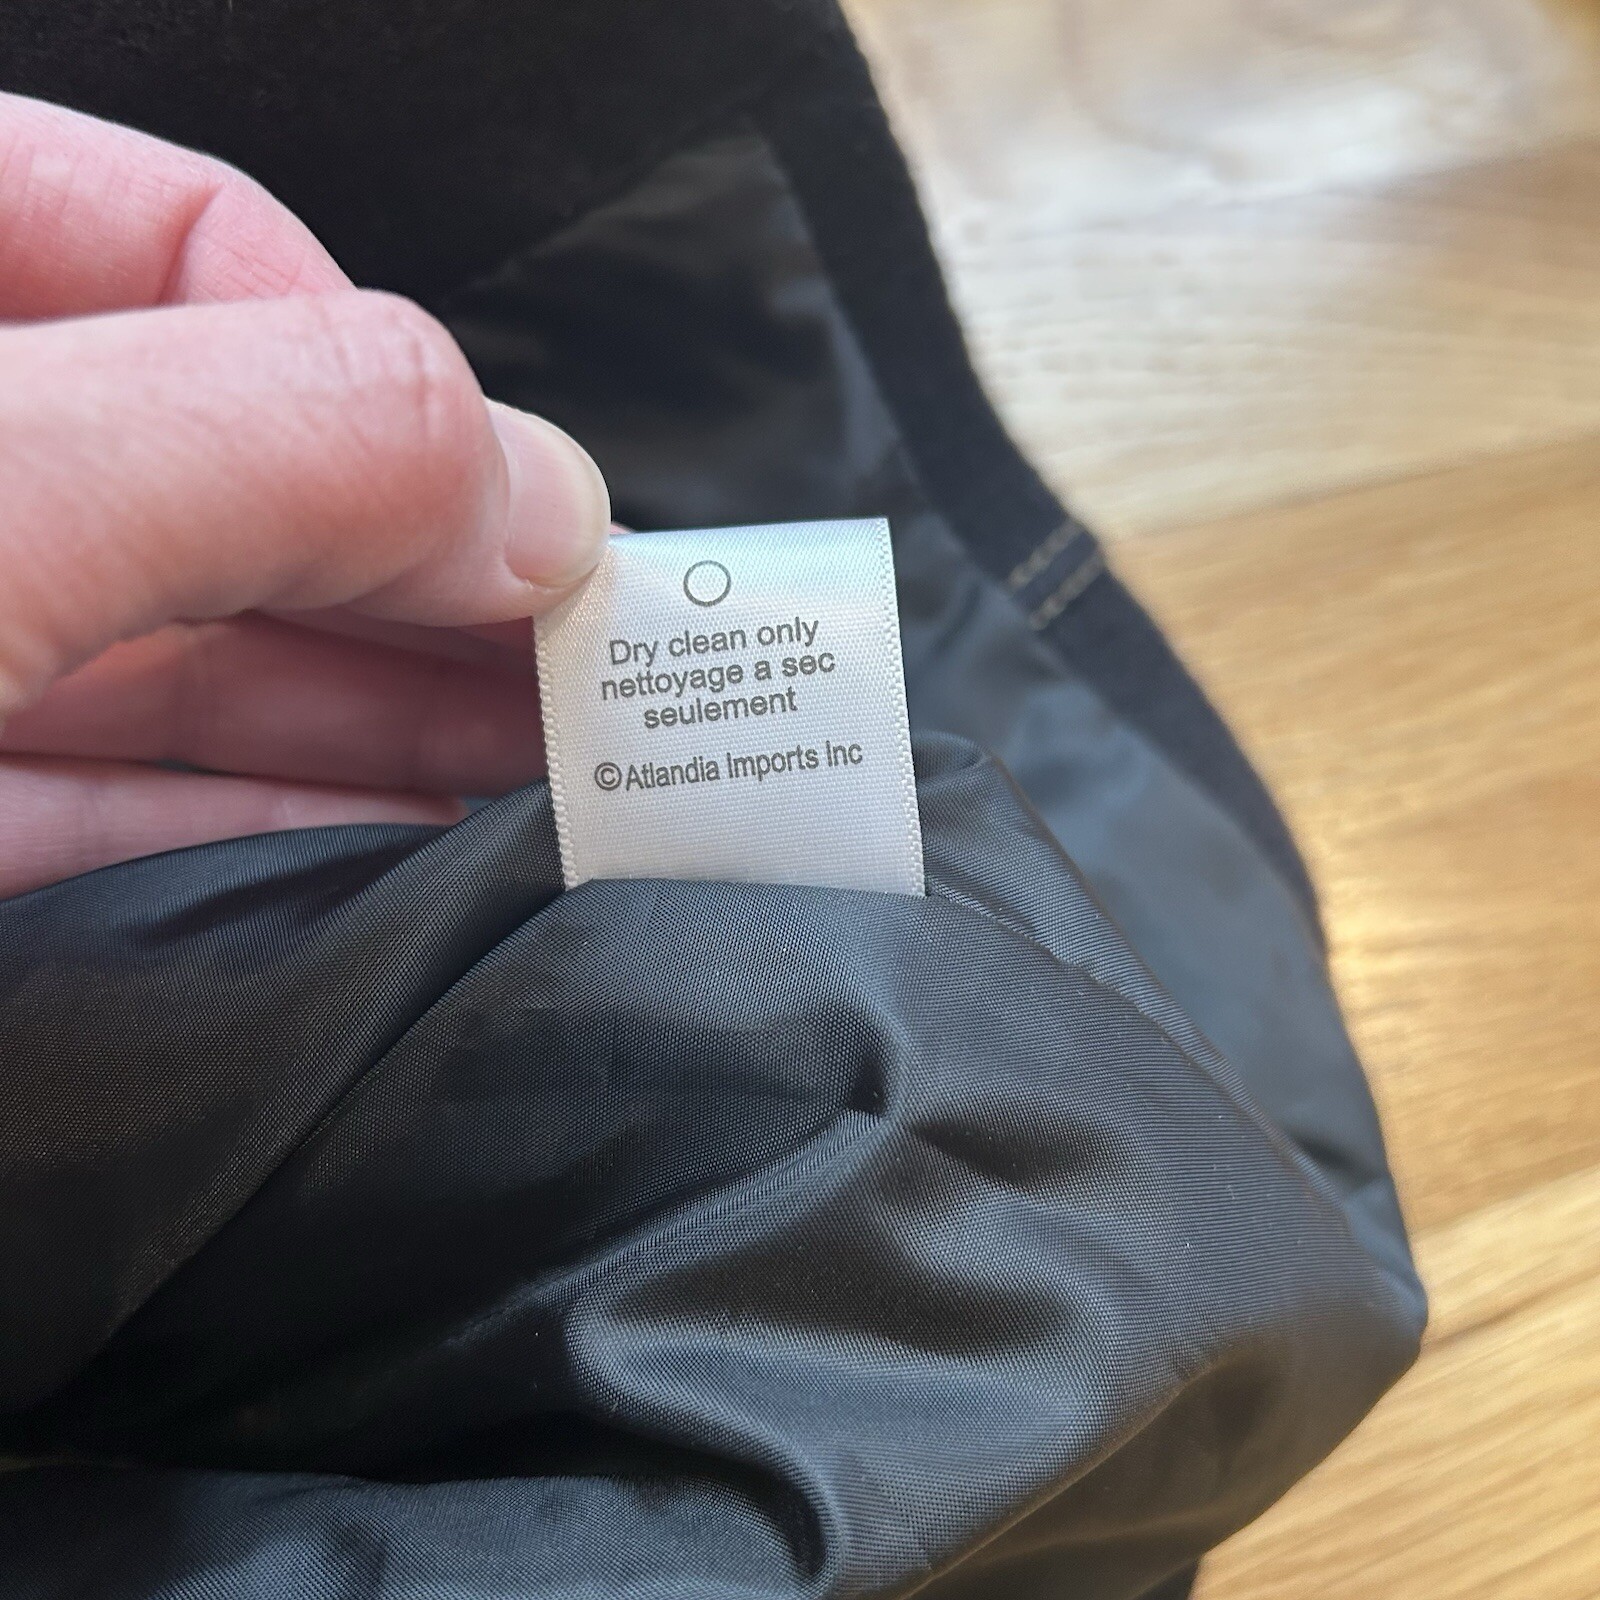 Dry clean only
nettoyage a sec
seulement
©Atlandia Imports Inc